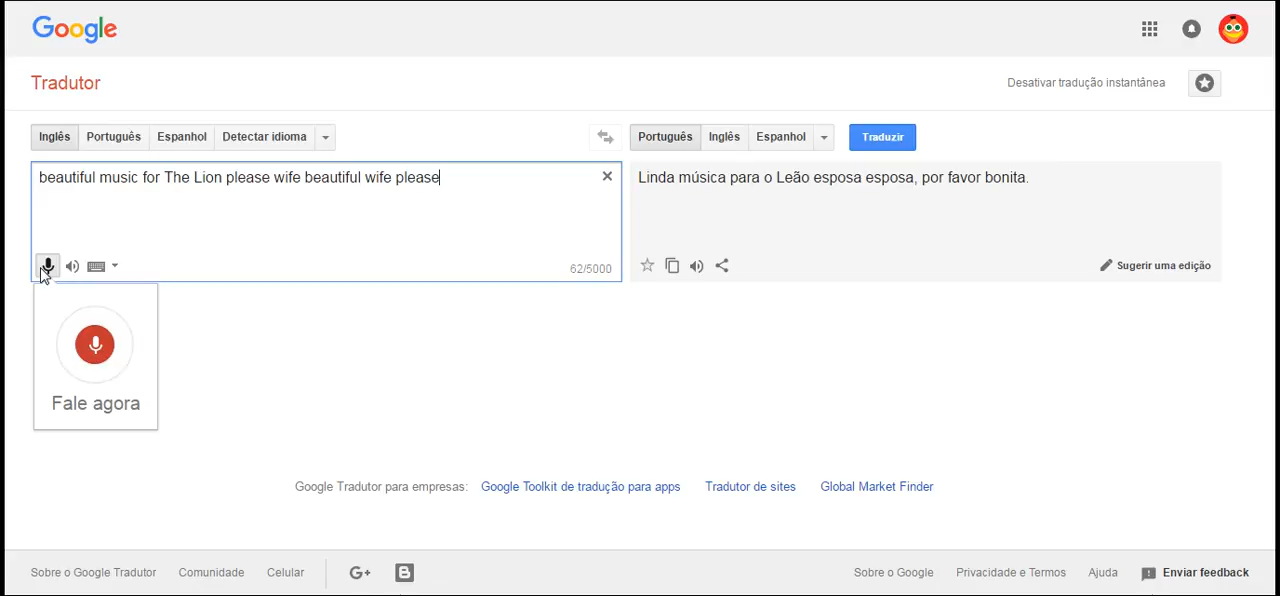 Google
Tradutor
Desativar tradução instantânea
Inglês Português Espanhol Detectar idioma
Português Inglês Espanhol Traduzir
beautiful music for The Lion please wife beautiful wife please
Linda música para o Leão esposa esposa, por favor bonita.
62/5000
Sugerir uma edição
Fale agora
Google Tradutor para empresas: Google Toolkit de tradução para apps Tradutor de sites Global Market Finder
Sobre o Google Tradutor Comunidade Celular G+ B Sobre o Google Privacidade e Termos Ajuda Enviar feedback